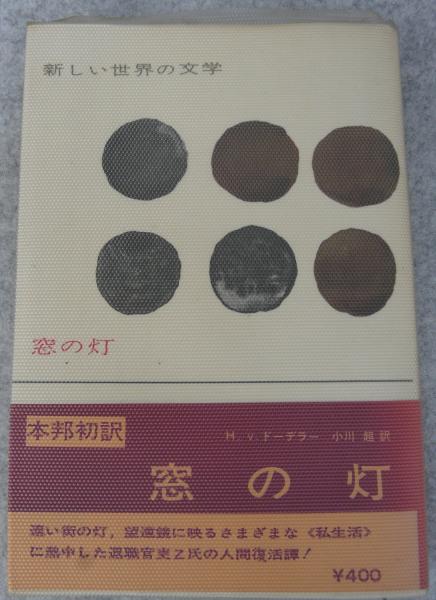 新しい世界の文学
窓の灯
本邦初訳
H. v. ドーデラー 小川 超 訳
窓の灯
遠い街の灯，望遠鏡に映るさまざまな《私生活》
に熱中した退職官吏Z氏の人間復活譚！
¥400